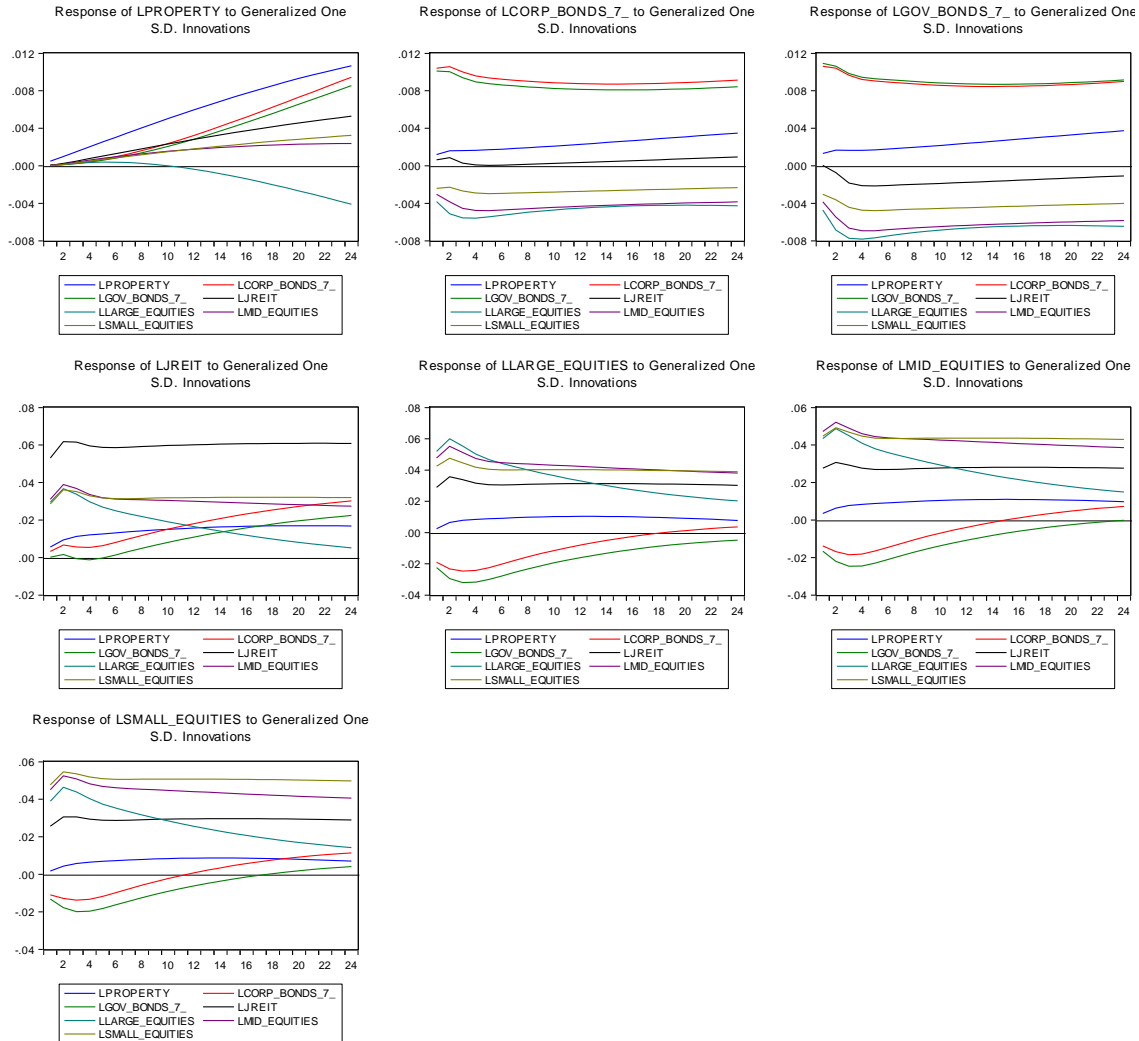 Response of LPROPERTY to Generalized One
S.D. Innovations
.012
.008
.004
.000
-.004
-.008
2 4 6 8 10 12 14 16 18 20 22 24
LPROPERTY LCORP_BONDS_7_
LGOV_BONDS_7_ LJREIT
LLARGE_EQUITIES LMID_EQUITIES
LSMALL_EQUITIES
Response of LCORP_BONDS_7_ to Generalized One
S.D. Innovations
.012
.008
.004
.000
-.004
-.008
2 4 6 8 10 12 14 16 18 20 22 24
LPROPERTY LCORP_BONDS_7_
LGOV_BONDS_7_ LJREIT
LLARGE_EQUITIES LMID_EQUITIES
LSMALL_EQUITIES
Response of LGOV_BONDS_7_ to Generalized One
S.D. Innovations
.012
.008
.004
.000
-.004
-.008
2 4 6 8 10 12 14 16 18 20 22 24
LPROPERTY LCORP_BONDS_7_
LGOV_BONDS_7_ LJREIT
LLARGE_EQUITIES LMID_EQUITIES
LSMALL_EQUITIES
Response of LJREIT to Generalized One
S.D. Innovations
.08
.06
.04
.02
.00
-.02
2 4 6 8 10 12 14 16 18 20 22 24
LPROPERTY LCORP_BONDS_7_
LGOV_BONDS_7_ LJREIT
LLARGE_EQUITIES LMID_EQUITIES
LSMALL_EQUITIES
Response of LLARGE_EQUITIES to Generalized One
S.D. Innovations
.08
.06
.04
.02
.00
-.02
-.04
2 4 6 8 10 12 14 16 18 20 22 24
LPROPERTY LCORP_BONDS_7_
LGOV_BONDS_7_ LJREIT
LLARGE_EQUITIES LMID_EQUITIES
LSMALL_EQUITIES
Response of LMID_EQUITIES to Generalized One
S.D. Innovations
.06
.04
.02
.00
-.02
-.04
2 4 6 8 10 12 14 16 18 20 22 24
LPROPERTY LCORP_BONDS_7_
LGOV_BONDS_7_ LJREIT
LLARGE_EQUITIES LMID_EQUITIES
LSMALL_EQUITIES
Response of LSMALL_EQUITIES to Generalized One
S.D. Innovations
.06
.04
.02
.00
-.02
-.04
2 4 6 8 10 12 14 16 18 20 22 24
LPROPERTY LCORP_BONDS_7_
LGOV_BONDS_7_ LJREIT
LLARGE_EQUITIES LMID_EQUITIES
LSMALL_EQUITIES